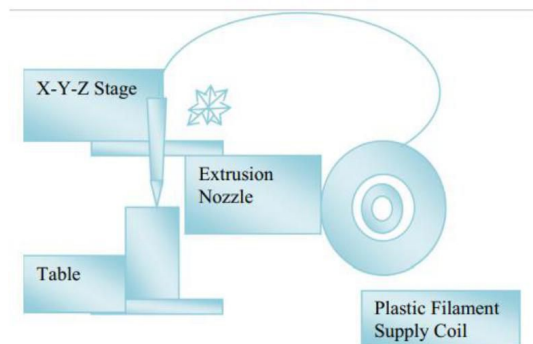 X-Y-Z Stage
Extrusion
Nozzle
Table
Plastic Filament
Supply Coil